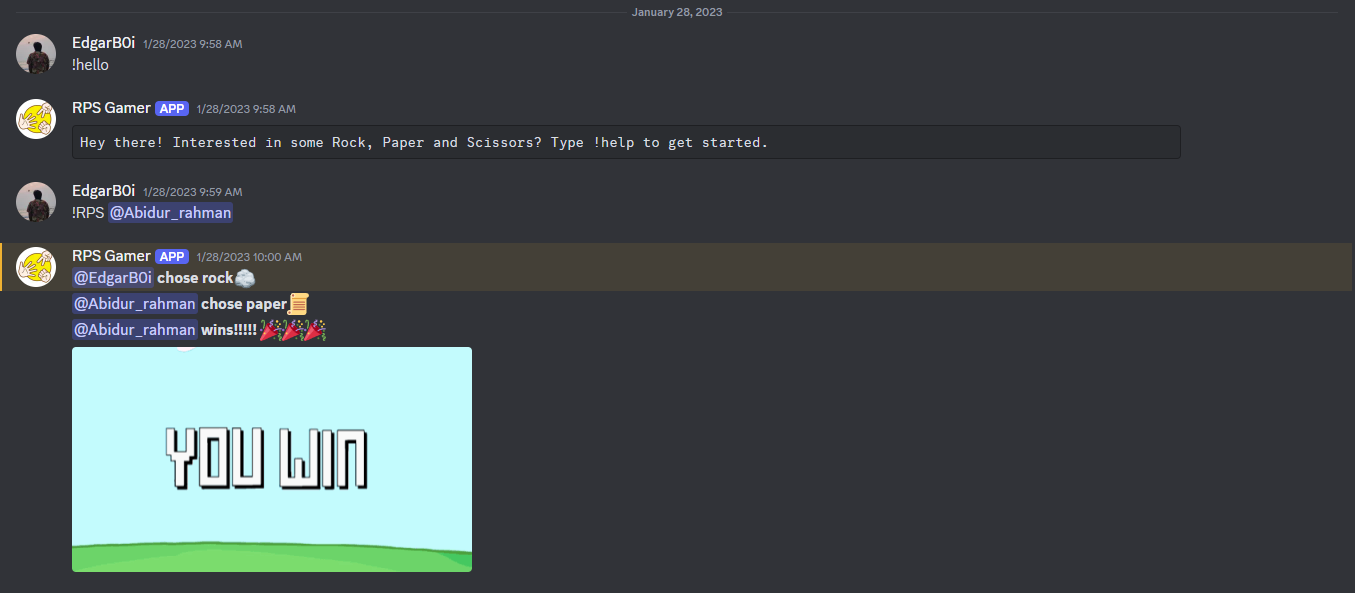 January 28, 2023
EdgarB0i 1/28/2023 9:58 AM
!hello
RPS Gamer APP 1/28/2023 9:58 AM
Hey there! Interested in some Rock, Paper and Scissors? Type !help to get started.
EdgarB0i 1/28/2023 9:59 AM
!RPS @Abidur_rahman
RPS Gamer APP 1/28/2023 10:00 AM
@EdgarB0i chose rock🪨
@Abidur_rahman chose paper📜
@Abidur_rahman wins!!!!! 🎉🎉🎉
YOU WIN